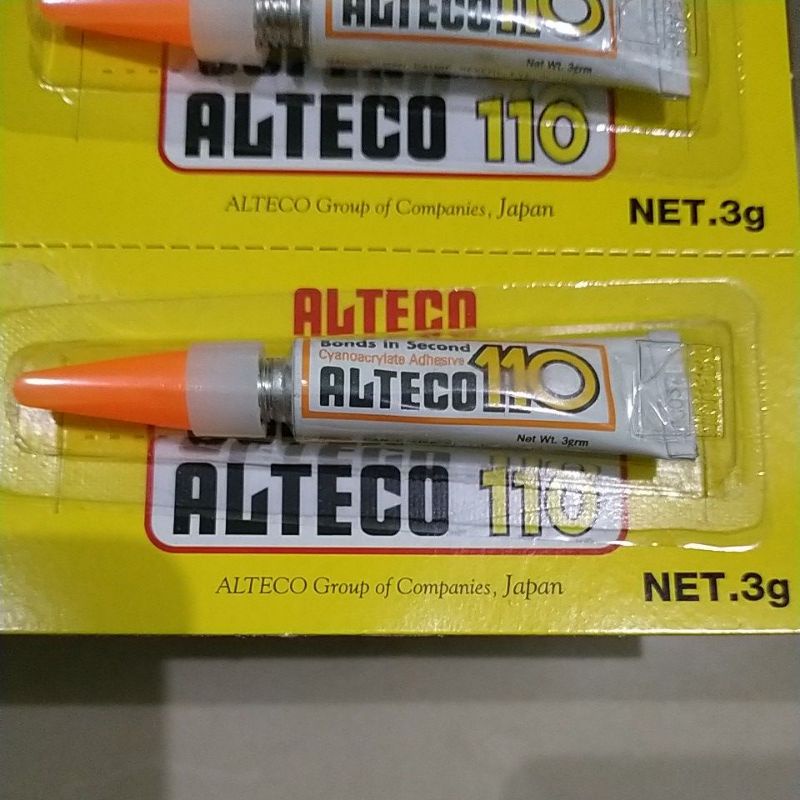 ALTECO 110
Net Wt. 3grm
ALTECO 110
ALTECO Group of Companies, Japan
NET.3g
ALTECO
Bonds in Second
Cyanoacrylate Adhesive
ALTECO 110
Net Wt. 3grm
ALTECO 110
ALTECO Group of Companies, Japan
NET.3g